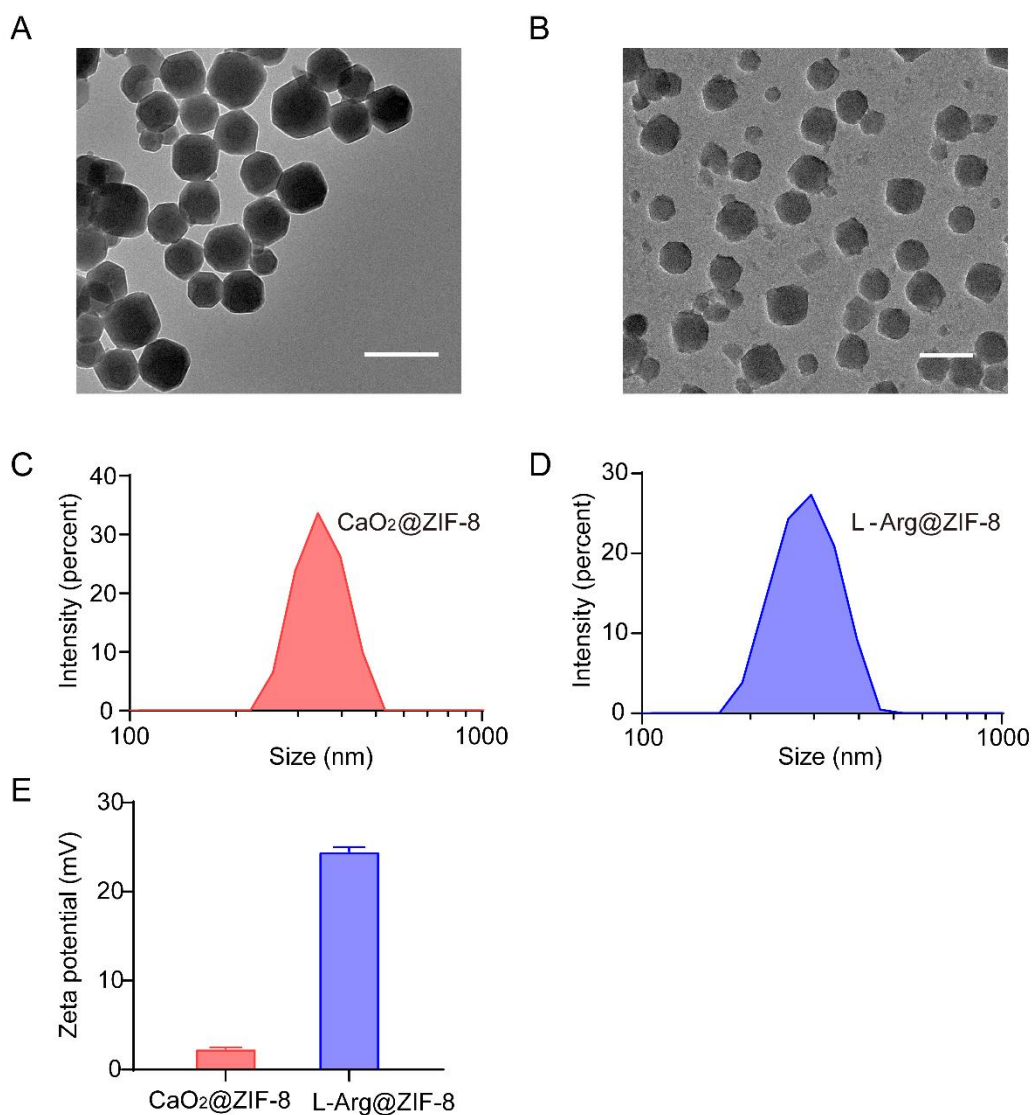 A
B
C
40
30
20
10
0
Intensity (percent)
CaO₂@ZIF-8
100
1000
Size (nm)
D
30
20
10
0
Intensity (percent)
L-Arg@ZIF-8
100
1000
Size (nm)
E
30
20
10
0
Zeta potential (mV)
CaO₂@ZIF-8
L-Arg@ZIF-8